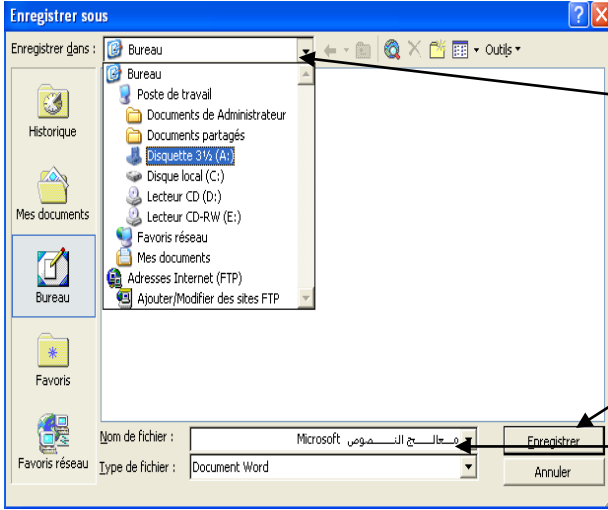 Enregistrer sous
Enregistrer dans :
Bureau
Outils
Bureau
Poste de travail
Documents de Administrateur
Documents partagés
Disquette 3½ (A:)
Disque local (C:)
Lecteur CD (D:)
Lecteur CD-RW (E:)
Favoris réseau
Mes documents
Adresses Internet (FTP)
Ajouter/Modifier des sites FTP
Historique
Mes documents
Bureau
Favoris
Favoris réseau
Nom de fichier :
معالج النصوص Microsoft
Enregistrer
Type de fichier :
Document Word
Annuler